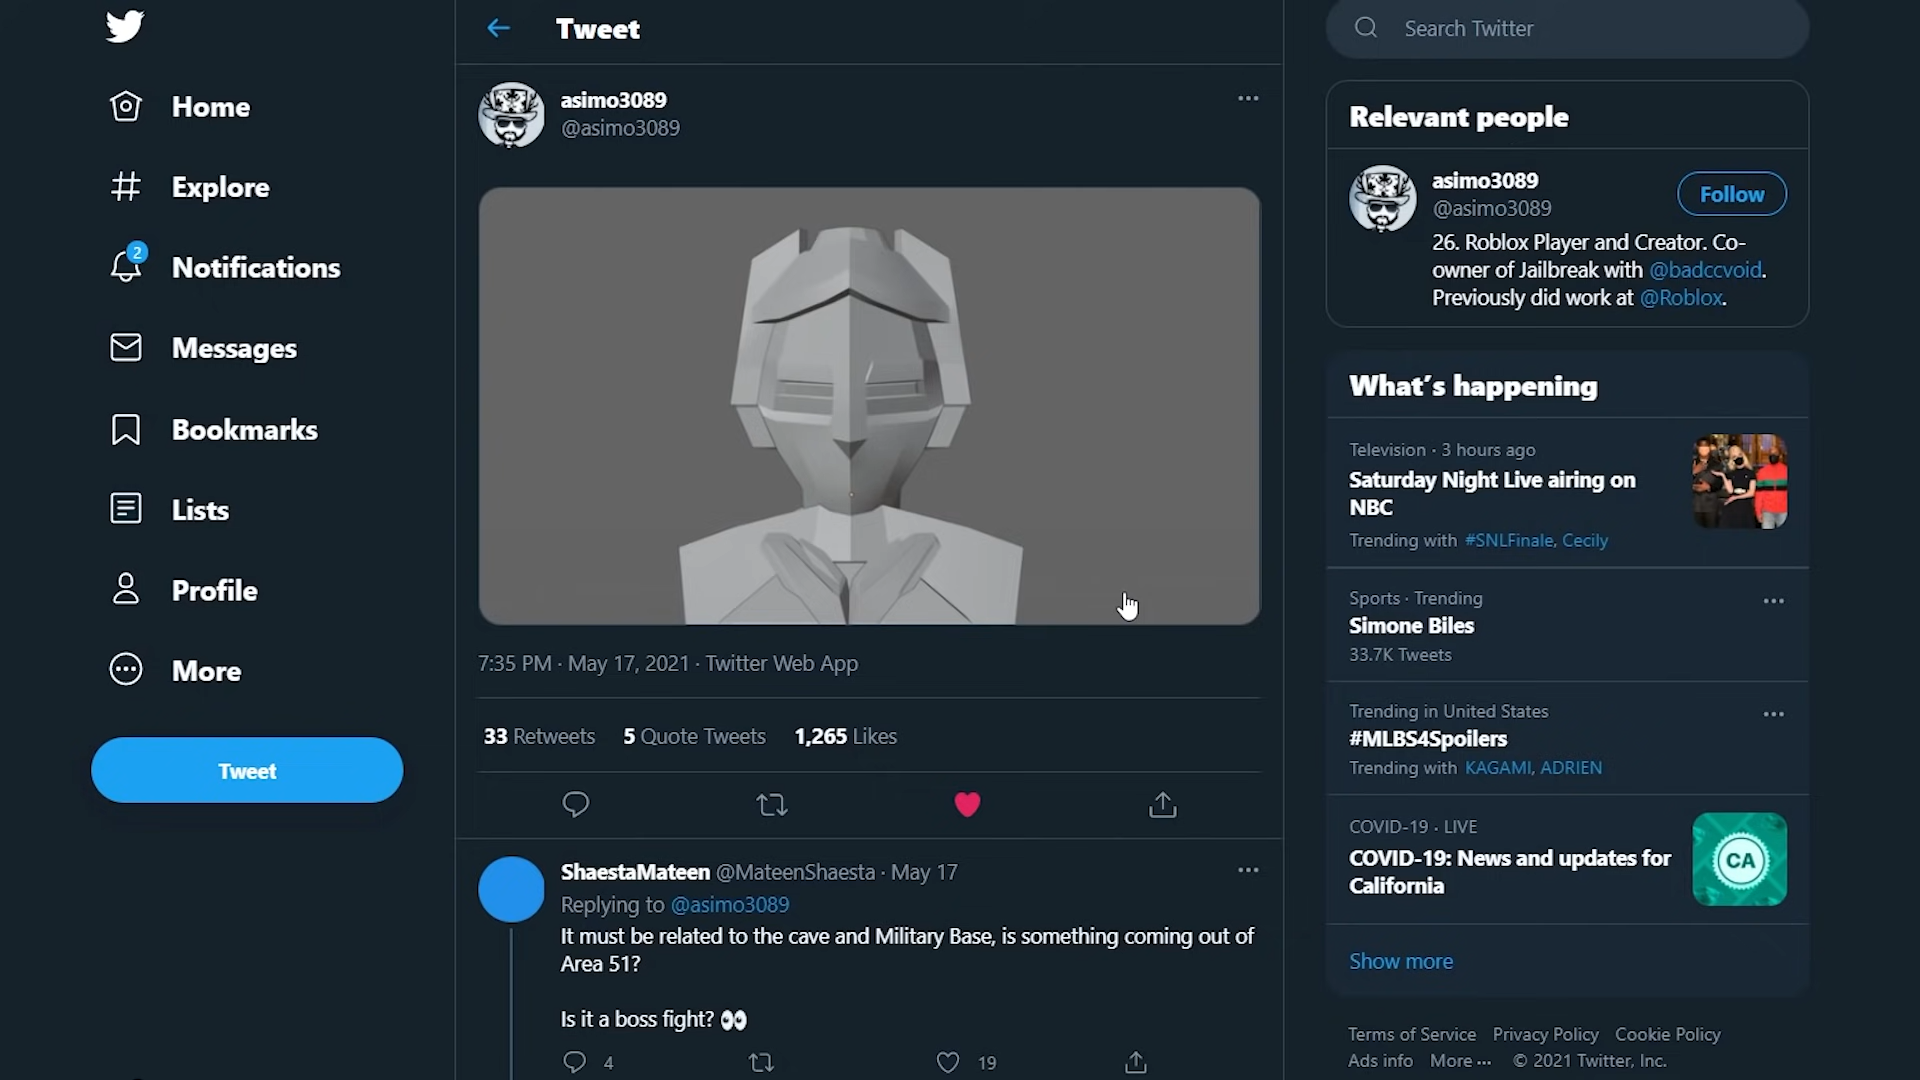 Home
Explore
2
Notifications
Messages
Bookmarks
Lists
Profile
More
Tweet
Tweet
asimo3089
@asimo3089
7:35 PM · May 17, 2021 · Twitter Web App
33 Retweets 5 Quote Tweets 1,265 Likes
ShaestaMateen @MateenShaesta · May 17
Replying to @asimo3089
It must be related to the cave and Military Base, is something coming out of
Area 51?
Is it a boss fight? 👀
4 19
Search Twitter
Relevant people
asimo3089
@asimo3089
Follow
26. Roblox Player and Creator. Co-
owner of Jailbreak with @badccvoid.
Previously did work at @Roblox.
What's happening
Television · 3 hours ago
Saturday Night Live airing on
NBC
Trending with #SNLFinale, Cecily
Sports · Trending
Simone Biles
33.7K Tweets
Trending in United States
#MLBS4Spoilers
Trending with KAGAMI, ADRIEN
COVID-19 · LIVE
COVID-19: News and updates for
California
CA
Show more
Terms of Service Privacy Policy Cookie Policy
Ads info More ··· © 2021 Twitter, Inc.